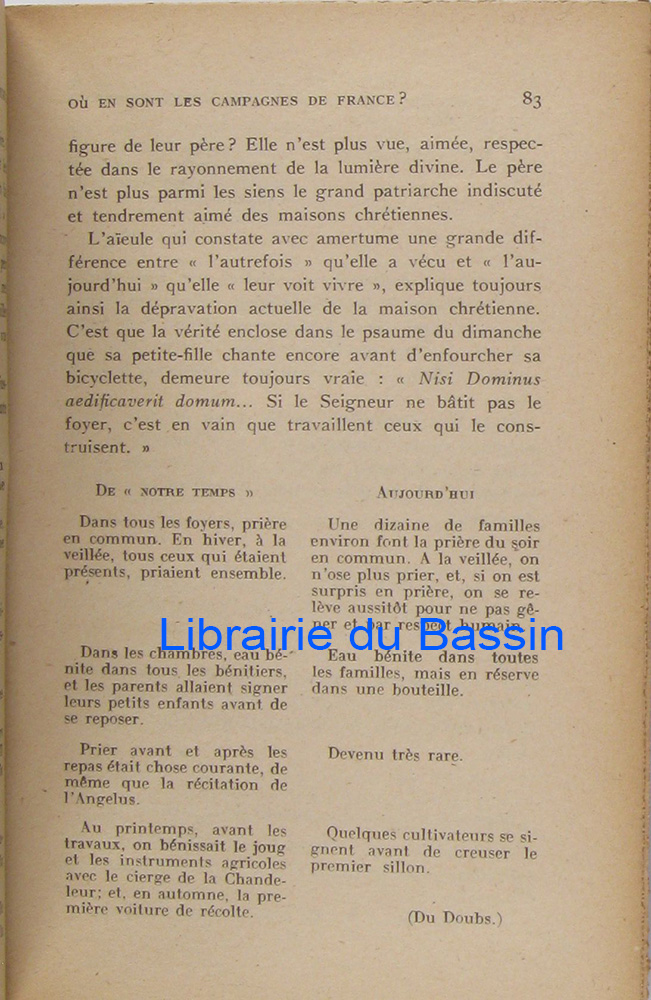 OÙ EN SONT LES CAMPAGNES DE FRANCE ? 83
figure de leur père ? Elle n'est plus vue, aimée, respec-
tée dans le rayonnement de la lumière divine. Le père
n'est plus parmi les siens le grand patriarche indiscuté
et tendrement aimé des maisons chrétiennes.
L'aïeule qui constate avec amertume une grande dif-
férence entre « l'autrefois » qu'elle a vécu et « l'au-
jourd'hui » qu'elle « leur voit vivre », explique toujours
ainsi la dépravation actuelle de la maison chrétienne.
C'est que la vérité enclose dans le psaume du dimanche
que sa petite-fille chante encore avant d'enfourcher sa
bicyclette, demeure toujours vraie : « Nisi Dominus
aedificaverit domum... Si le Seigneur ne bâtit pas le
foyer, c'est en vain que travaillent ceux qui le cons-
truisent. »
DE « NOTRE TEMPS »
Dans tous les foyers, prière
en commun. En hiver, à la
veillée, tous ceux qui étaient
présents, priaient ensemble.
Dans les chambres, eau bé-
nite dans tous les bénitiers,
et les parents allaient signer
leurs petits enfants avant de
se reposer.
Prier avant et après les
repas était chose courante, de
même que la récitation de
l'Angelus.
Au printemps, avant les
travaux, on bénissait le joug
et les instruments agricoles
avec le cierge de la Chande-
leur; et, en automne, la pre-
mière voiture de récolte.
AUJOURD'HUI
Une dizaine de familles
environ font la prière du soir
en commun. A la veillée, on
n'ose plus prier, et, si on est
surpris en prière, on se re-
lève aussitôt pour ne pas gê-
ner et par respect humain.
Eau bénite dans toutes
les familles, mais en réserve
dans une bouteille.
Devenu très rare.
Quelques cultivateurs se si-
gnent avant de creuser le
premier sillon.
(Du Doubs.)
Librairie du Bassin